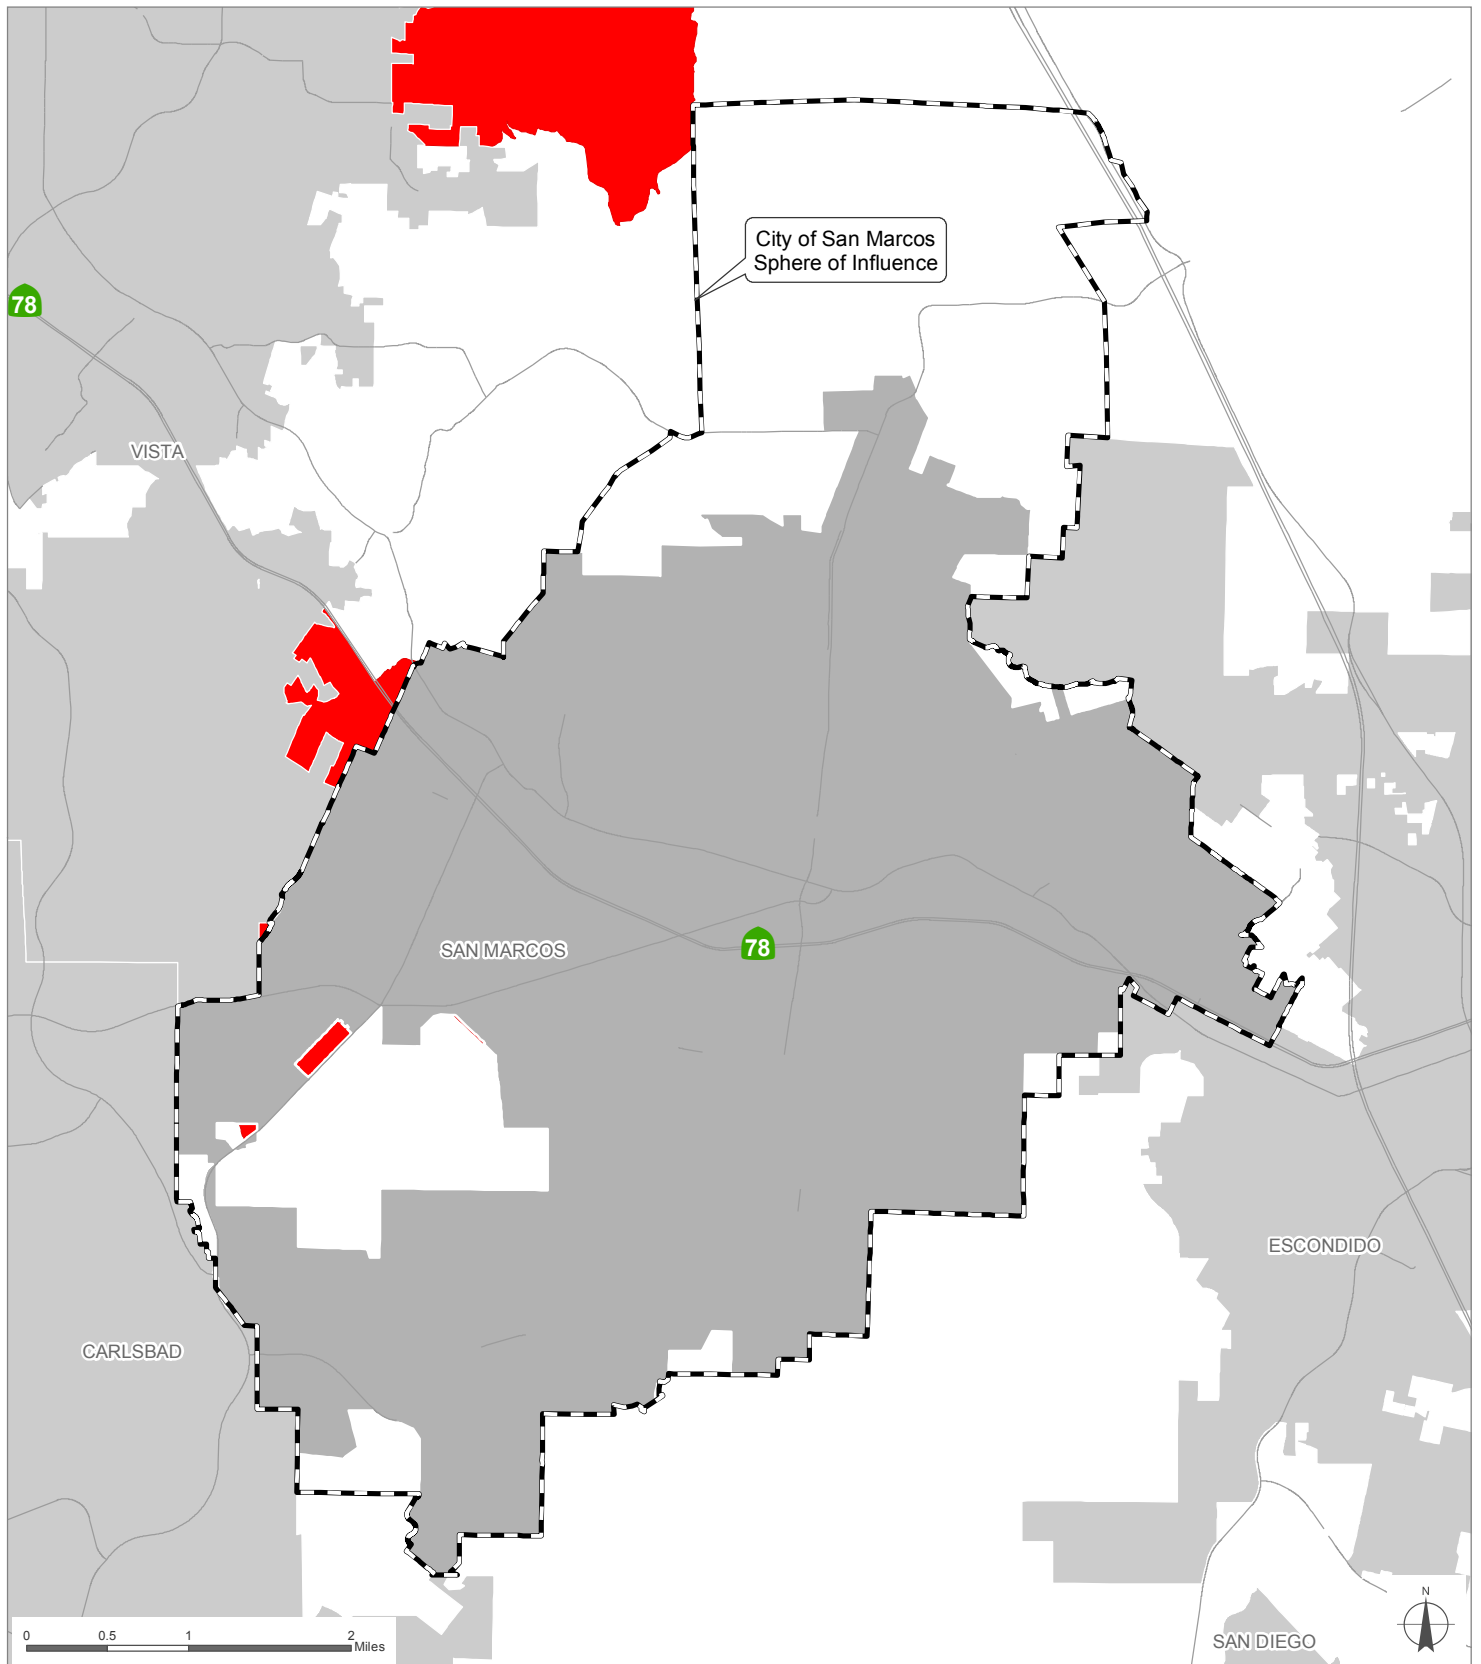 City of San Marcos
Sphere of Influence
78
VISTA
SAN MARCOS
78
ESCONDIDO
CARLSBAD
N
0 0.5 1 2
Miles
SAN DIEGO